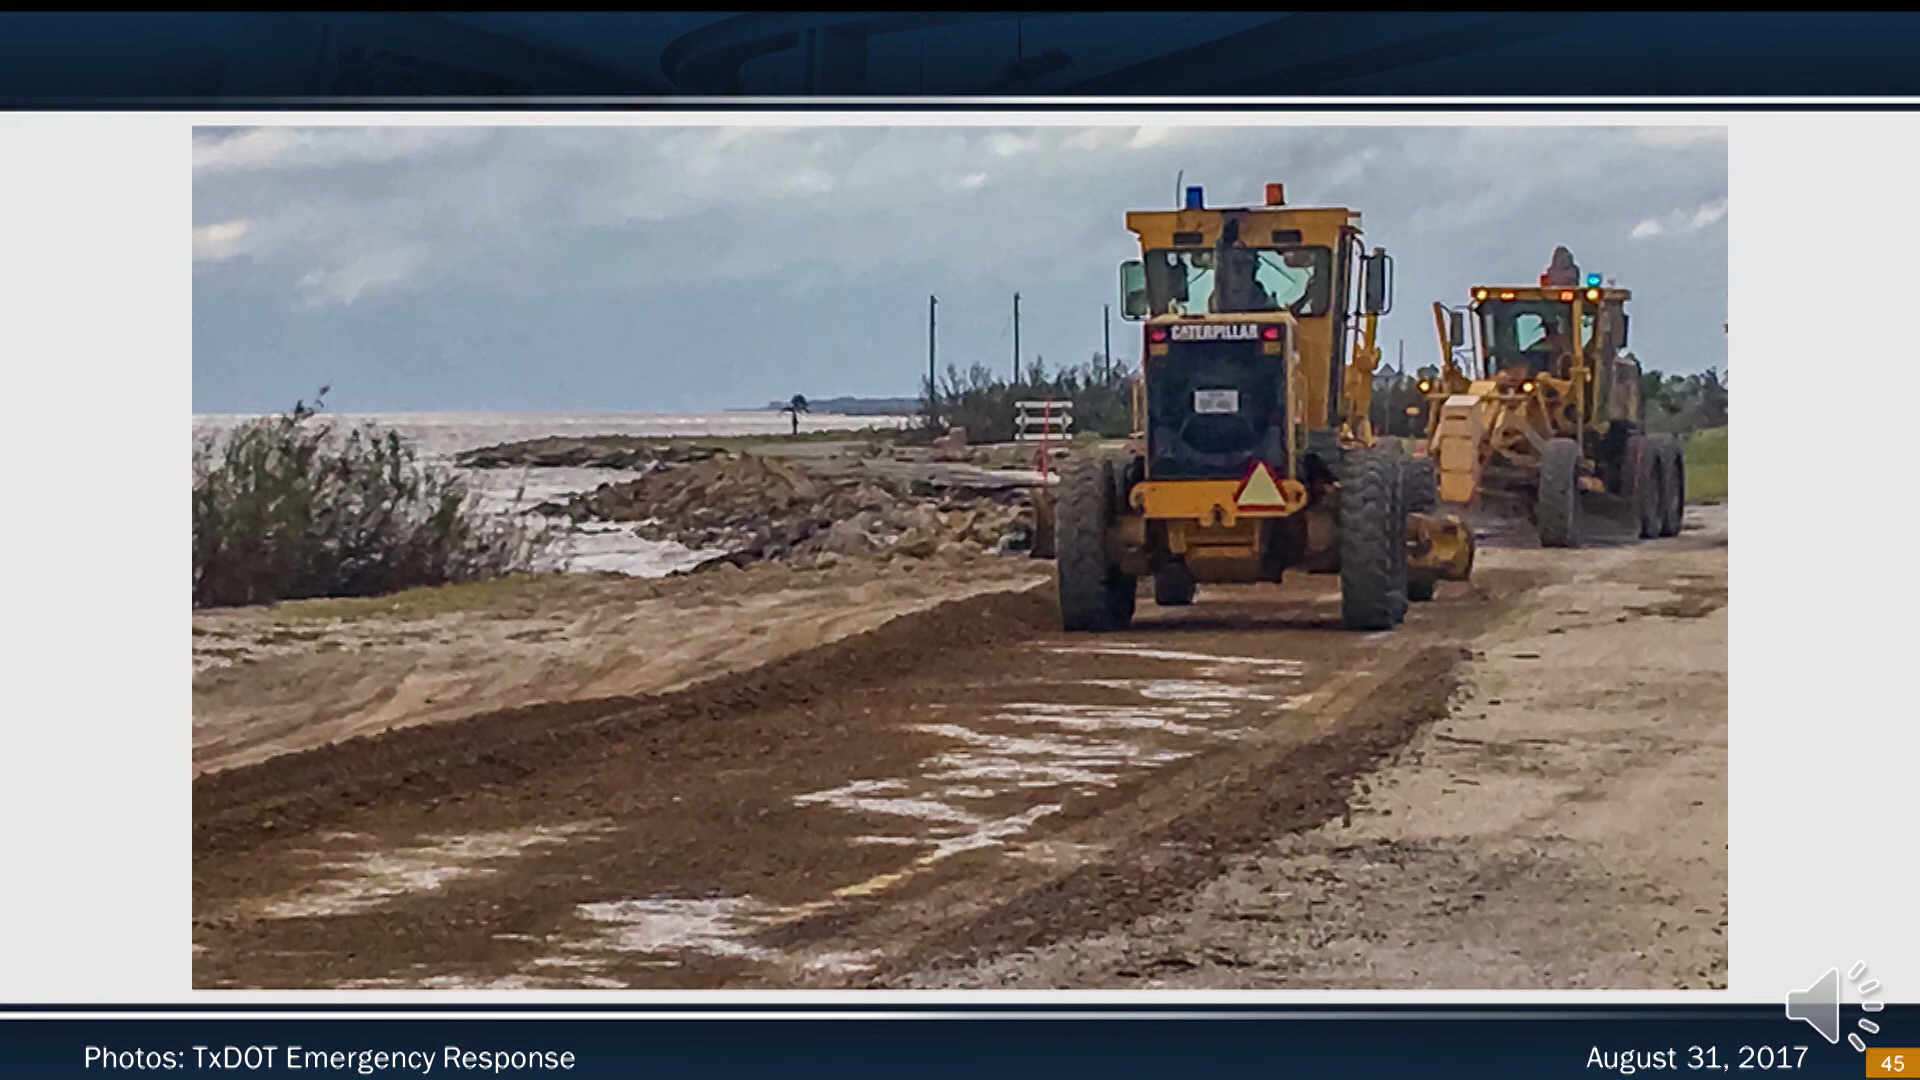 CATERPILLAR
Photos: TxDOT Emergency Response
August 31, 2017
45